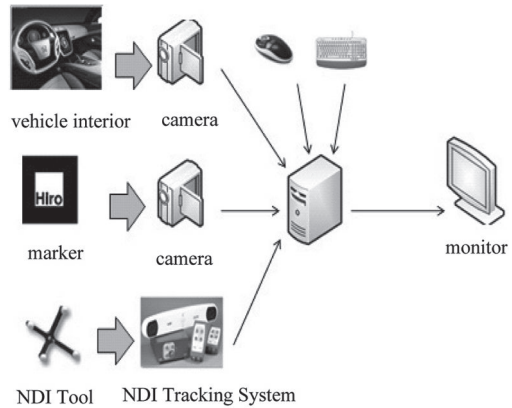 vehicle interior
camera
HIro
marker
camera
monitor
NDI Tool
NDI Tracking System